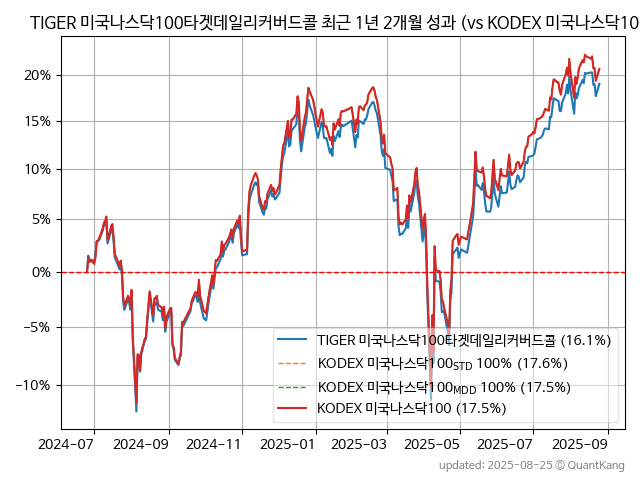 TIGER 미국나스닥100타겟데일리커버드콜 최근 1년 2개월 성과 (vs KODEX 미국나스닥10
20%
15%
10%
5%
0%
−5%
−10%
TIGER 미국나스닥100타겟데일리커버드콜 (16.1%)
KODEX 미국나스닥100STD 100% (17.6%)
KODEX 미국나스닥100MDD 100% (17.5%)
KODEX 미국나스닥100 (17.5%)
2024-07 2024-09 2024-11 2025-01 2025-03 2025-05 2025-07 2025-09
updated: 2025-08-25 © QuantKang